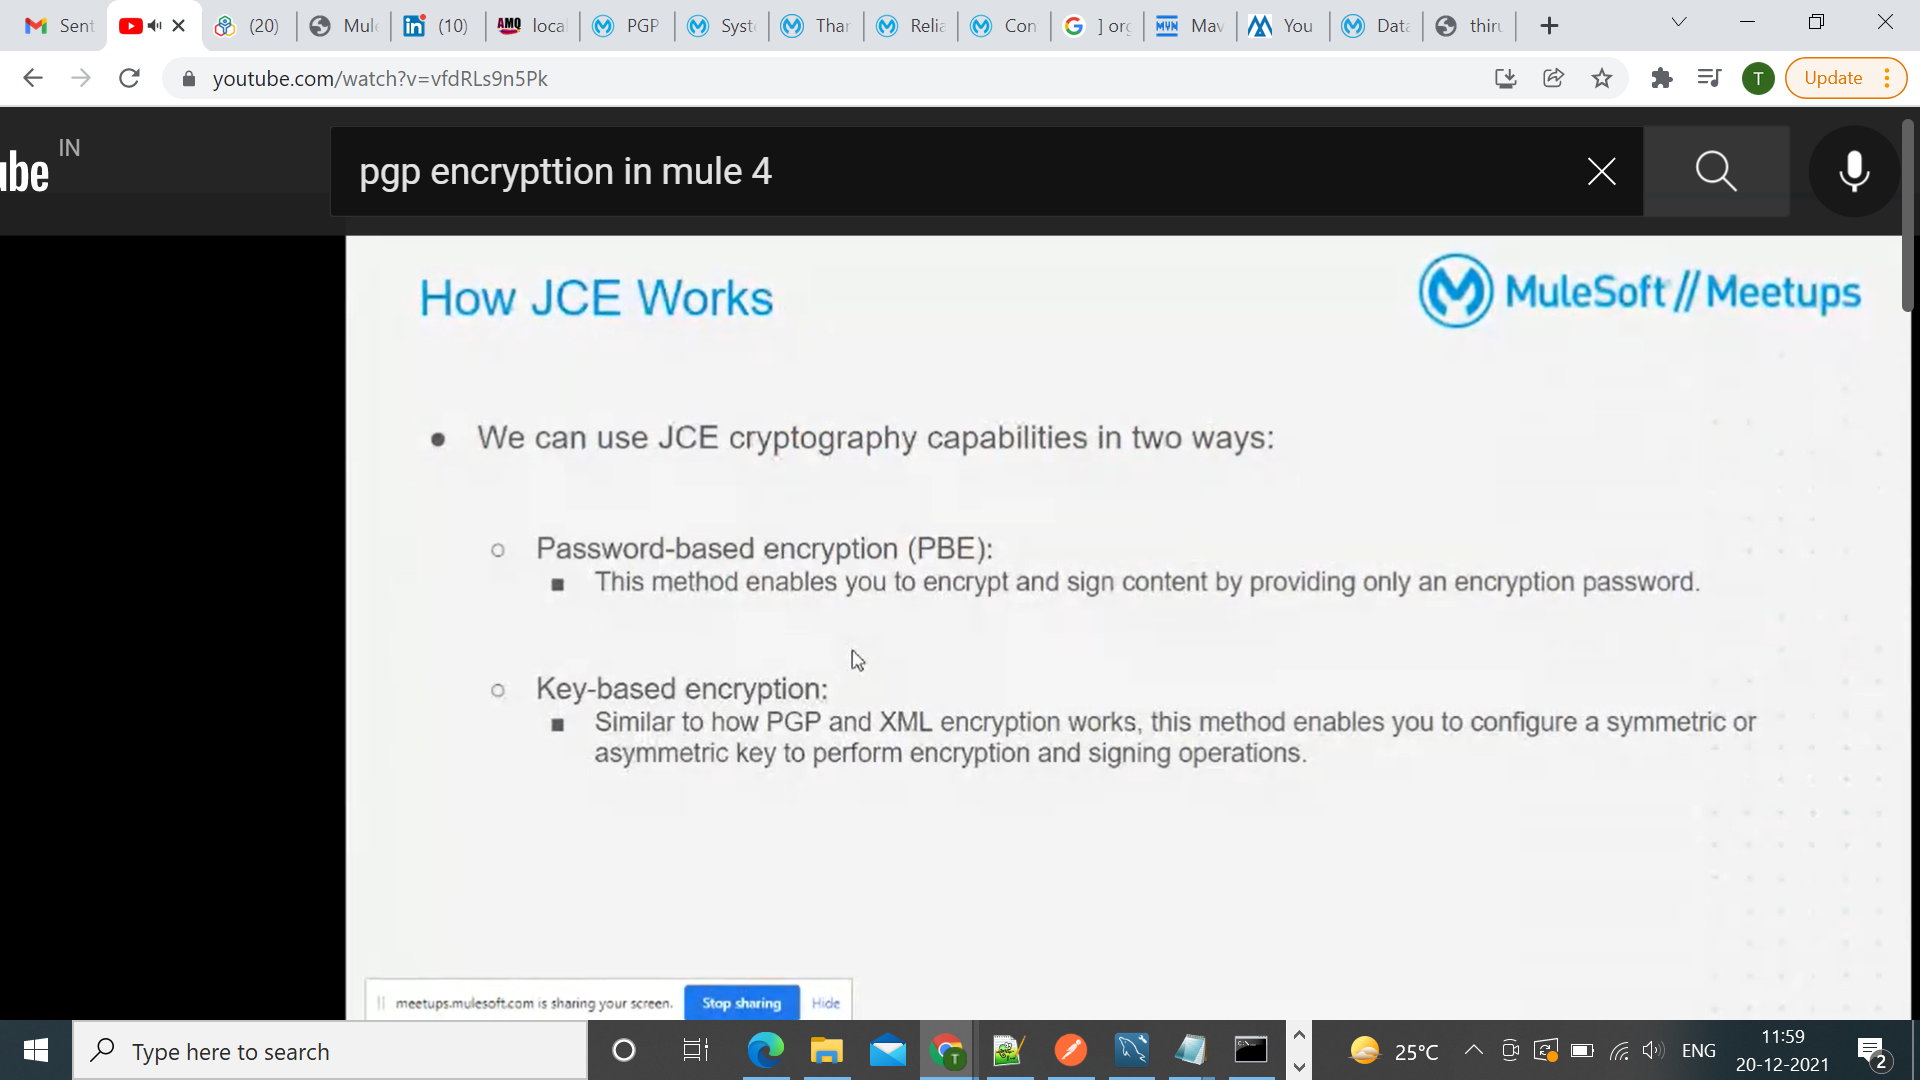 Sent
(20)
Mule
(10)
AMQ
loca
PGP
Syst
Thar
Relia
Con
] org
MVN
Mav
You
Data
thiru
youtube.com/watch?v=vfdRLs9n5Pk
T
Update
ube
IN
pgp encrypttion in mule 4
How JCE Works
MuleSoft // Meetups
We can use JCE cryptography capabilities in two ways:
Password-based encryption (PBE):
This method enables you to encrypt and sign content by providing only an encryption password.
Key-based encryption:
Similar to how PGP and XML encryption works, this method enables you to configure a symmetric or
asymmetric key to perform encryption and signing operations.
meetups.mulesoft.com is sharing your screen.
Stop sharing
Hide
Type here to search
T
25°C
ENG
11:59
20-12-2021
2